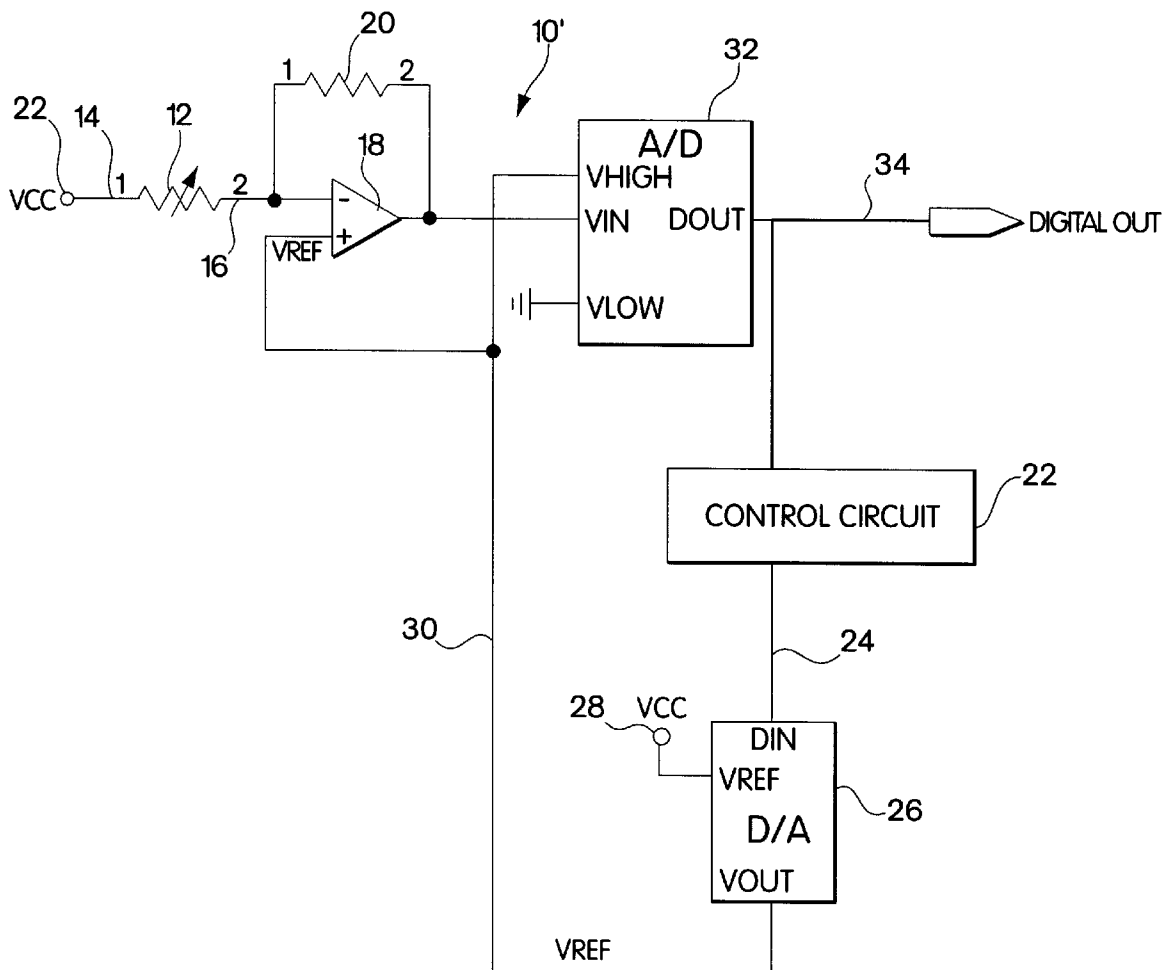 20
10'
32
1
2
22
14
12
18
A/D
34
VHIGH
VCC
1
2
-
VIN
DOUT
DIGITAL OUT
+
VREF
16
VLOW
22
CONTROL CIRCUIT
30
24
28
VCC
DIN
VREF
26
D/A
VOUT
VREF